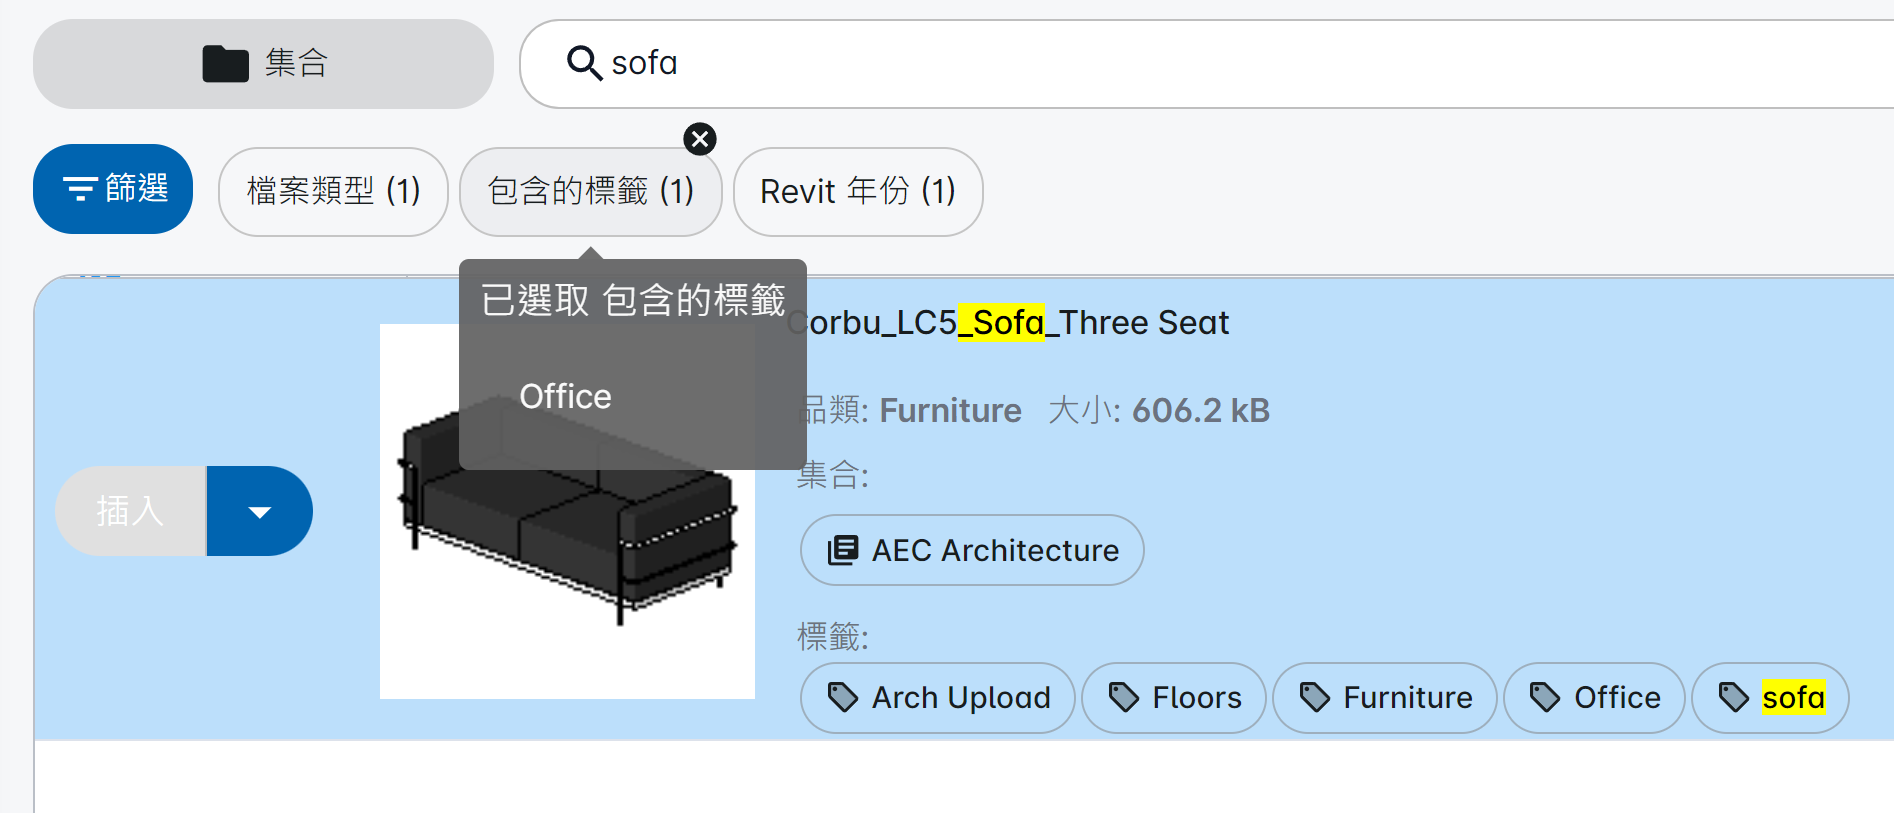 集合
sofa
篩選
檔案類型 (1)
包含的標籤 (1)
Revit 年份 (1)
已選取 包含的標籤
Office
Corbu_LC5_Sofa_Three Seat
品類: Furniture 大小: 606.2 kB
集合:
插入
AEC Architecture
標籤:
Arch Upload
Floors
Furniture
Office
sofa